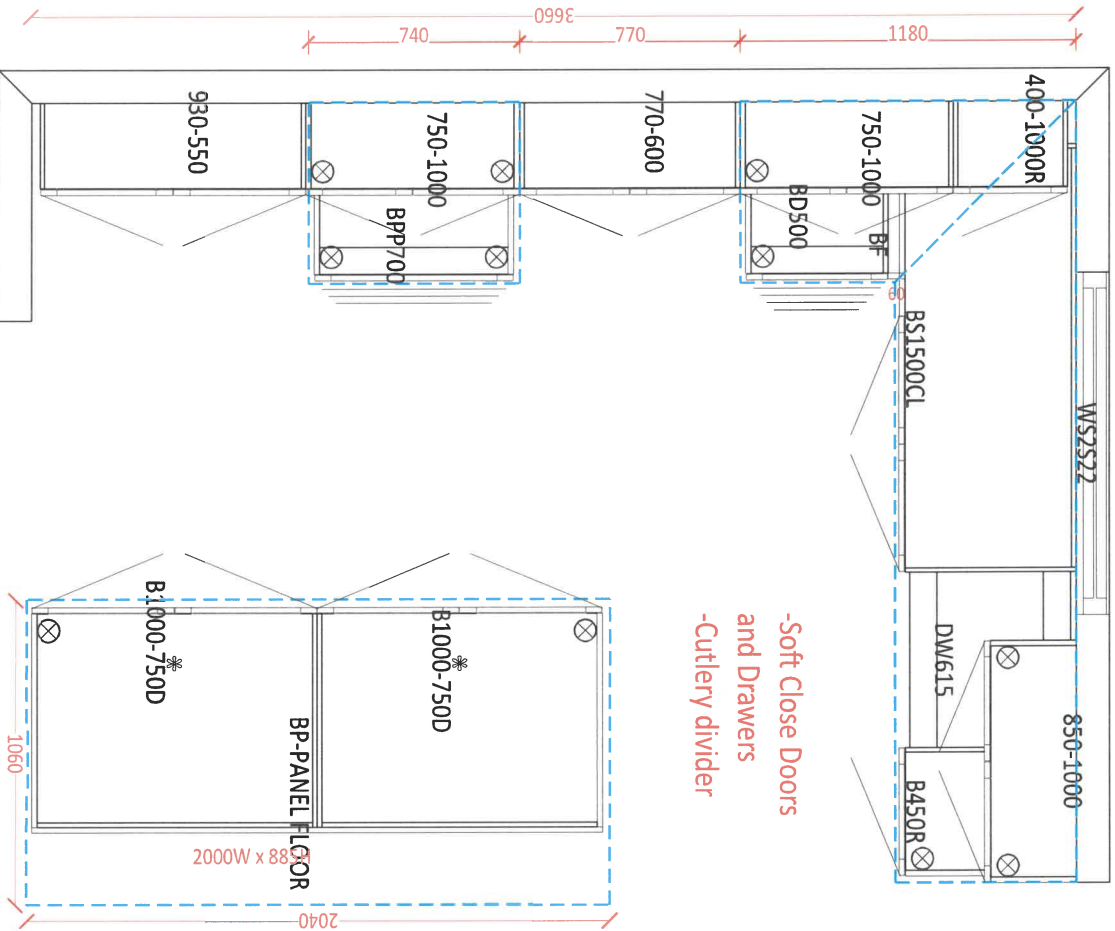 3660
740
770
1180
930-550
750-1000
770-600
750-1000
400-1000R
BPP700
BD500
BF
60
BS1500CL
WS2S22
DW615
850-1000
B450R
-Soft Close Doors
and Drawers
-Cutlery divider
B1000-750D
B1000-750D
BP-PANEL FLOOR
2000W x 885H
1060
2040